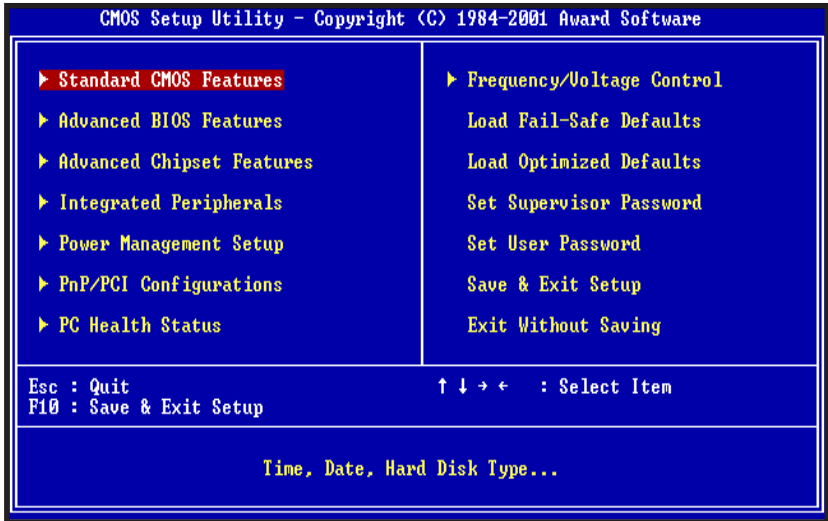 CMOS Setup Utility - Copyright (C) 1984-2001 Award Software
▶ Standard CMOS Features
▶ Advanced BIOS Features
▶ Advanced Chipset Features
▶ Integrated Peripherals
▶ Power Management Setup
▶ PnP/PCI Configurations
▶ PC Health Status
▶ Frequency/Voltage Control
Load Fail-Safe Defaults
Load Optimized Defaults
Set Supervisor Password
Set User Password
Save & Exit Setup
Exit Without Saving
Esc : Quit
F10 : Save & Exit Setup
↑ ↓ → ← : Select Item
Time, Date, Hard Disk Type...